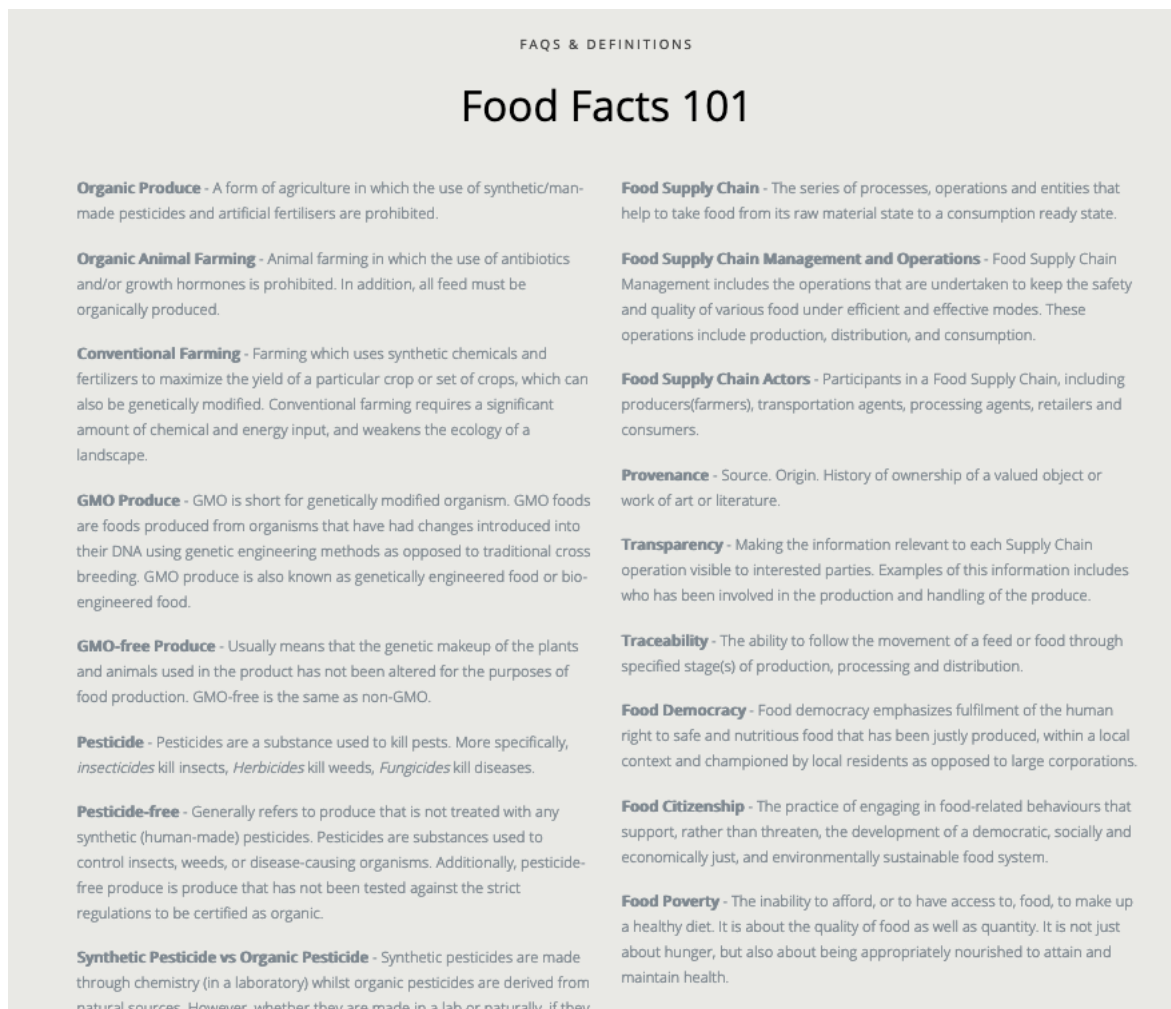 FAQS & DEFINITIONS
Food Facts 101
Organic Produce - A form of agriculture in which the use of synthetic/man-
made pesticides and artificial fertilisers are prohibited.
Organic Animal Farming - Animal farming in which the use of antibiotics
and/or growth hormones is prohibited. In addition, all feed must be
organically produced.
Conventional Farming - Farming which uses synthetic chemicals and
fertilizers to maximize the yield of a particular crop or set of crops, which can
also be genetically modified. Conventional farming requires a significant
amount of chemical and energy input, and weakens the ecology of a
landscape.
GMO Produce - GMO is short for genetically modified organism. GMO foods
are foods produced from organisms that have had changes introduced into
their DNA using genetic engineering methods as opposed to traditional cross
breeding. GMO produce is also known as genetically engineered food or bio-
engineered food.
GMO-free Produce - Usually means that the genetic makeup of the plants
and animals used in the product has not been altered for the purposes of
food production. GMO-free is the same as non-GMO.
Pesticide - Pesticides are a substance used to kill pests. More specifically,
insecticides kill insects, Herbicides kill weeds, Fungicides kill diseases.
Pesticide-free - Generally refers to produce that is not treated with any
synthetic (human-made) pesticides. Pesticides are substances used to
control insects, weeds, or disease-causing organisms. Additionally, pesticide-
free produce is produce that has not been tested against the strict
regulations to be certified as organic.
Synthetic Pesticide vs Organic Pesticide - Synthetic pesticides are made
through chemistry (in a laboratory) whilst organic pesticides are derived from
natural sources. However, whether they are made in a lab or naturally, if they
Food Supply Chain - The series of processes, operations and entities that
help to take food from its raw material state to a consumption ready state.
Food Supply Chain Management and Operations - Food Supply Chain
Management includes the operations that are undertaken to keep the safety
and quality of various food under efficient and effective modes. These
operations include production, distribution, and consumption.
Food Supply Chain Actors - Participants in a Food Supply Chain, including
producers(farmers), transportation agents, processing agents, retailers and
consumers.
Provenance - Source. Origin. History of ownership of a valued object or
work of art or literature.
Transparency - Making the information relevant to each Supply Chain
operation visible to interested parties. Examples of this information includes
who has been involved in the production and handling of the produce.
Traceability - The ability to follow the movement of a feed or food through
specified stage(s) of production, processing and distribution.
Food Democracy - Food democracy emphasizes fulfilment of the human
right to safe and nutritious food that has been justly produced, within a local
context and championed by local residents as opposed to large corporations.
Food Citizenship - The practice of engaging in food-related behaviours that
support, rather than threaten, the development of a democratic, socially and
economically just, and environmentally sustainable food system.
Food Poverty - The inability to afford, or to have access to, food, to make up
a healthy diet. It is about the quality of food as well as quantity. It is not just
about hunger, but also about being appropriately nourished to attain and
maintain health.